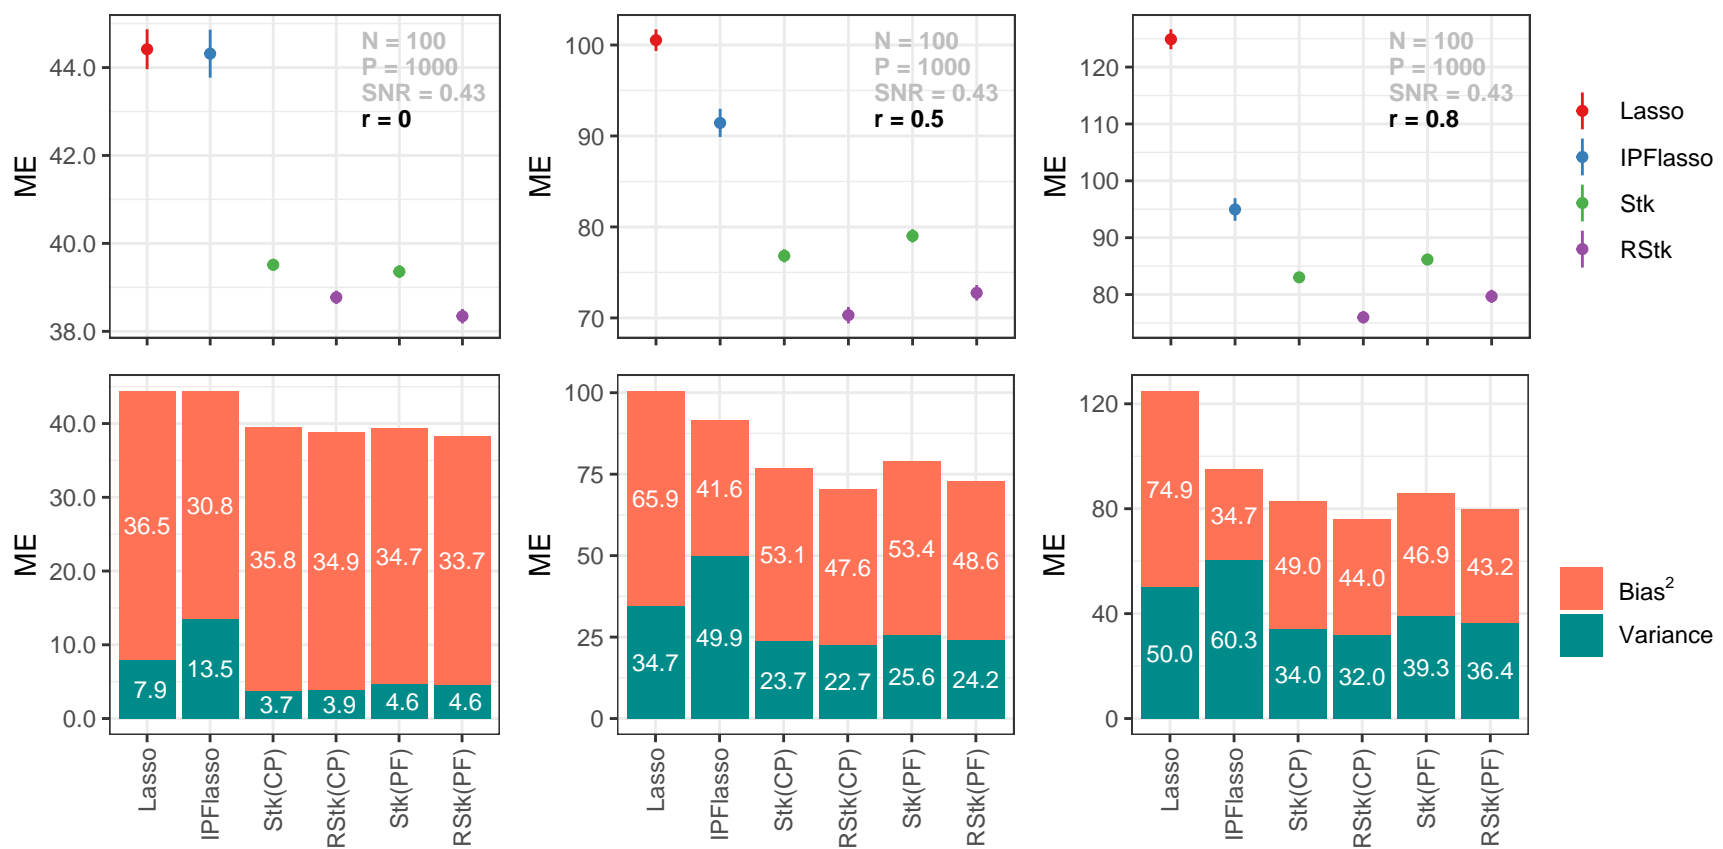 ME
44.0
42.0
40.0
38.0
N = 100
P = 1000
SNR = 0.43
r = 0
ME
100
90
80
70
N = 100
P = 1000
SNR = 0.43
r = 0.5
ME
120
110
100
90
80
N = 100
P = 1000
SNR = 0.43
r = 0.8
Lasso
IPFlasso
Stk
RStk
ME
40.0
30.0
20.0
10.0
0.0
36.5
30.8
35.8
34.9
34.7
33.7
7.9
13.5
3.7
3.9
4.6
4.6
Lasso
IPFlasso
Stk(CP)
RStk(CP)
Stk(PF)
RStk(PF)
ME
100
75
50
25
0
65.9
41.6
53.1
47.6
53.4
48.6
34.7
49.9
23.7
22.7
25.6
24.2
Lasso
IPFlasso
Stk(CP)
RStk(CP)
Stk(PF)
RStk(PF)
ME
120
80
40
0
74.9
34.7
49.0
44.0
46.9
43.2
50.0
60.3
34.0
32.0
39.3
36.4
Lasso
IPFlasso
Stk(CP)
RStk(CP)
Stk(PF)
RStk(PF)
Bias²
Variance